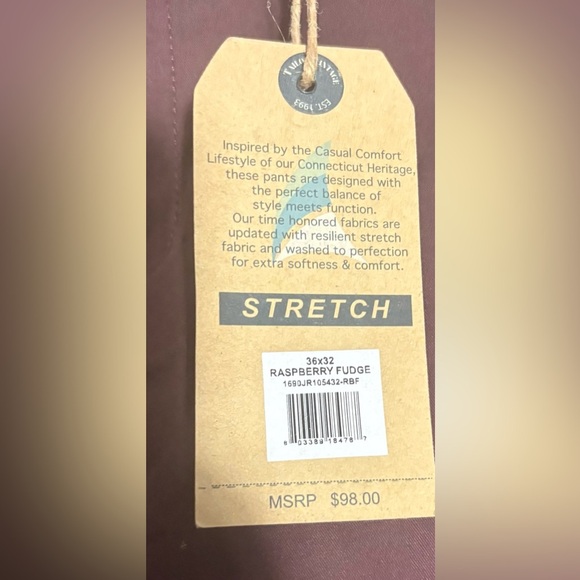 TAILOR VINTAGE
EST. 1993
Inspired by the Casual Comfort
Lifestyle of our Connecticut Heritage,
these pants are designed with
the perfect balance of
style meets function.
Our time honored fabrics are
updated with resilient stretch
fabric and washed to perfection
for extra softness & comfort.
STRETCH
36x32
RASPBERRY FUDGE
1690JR105432-RBF
MSRP $98.00